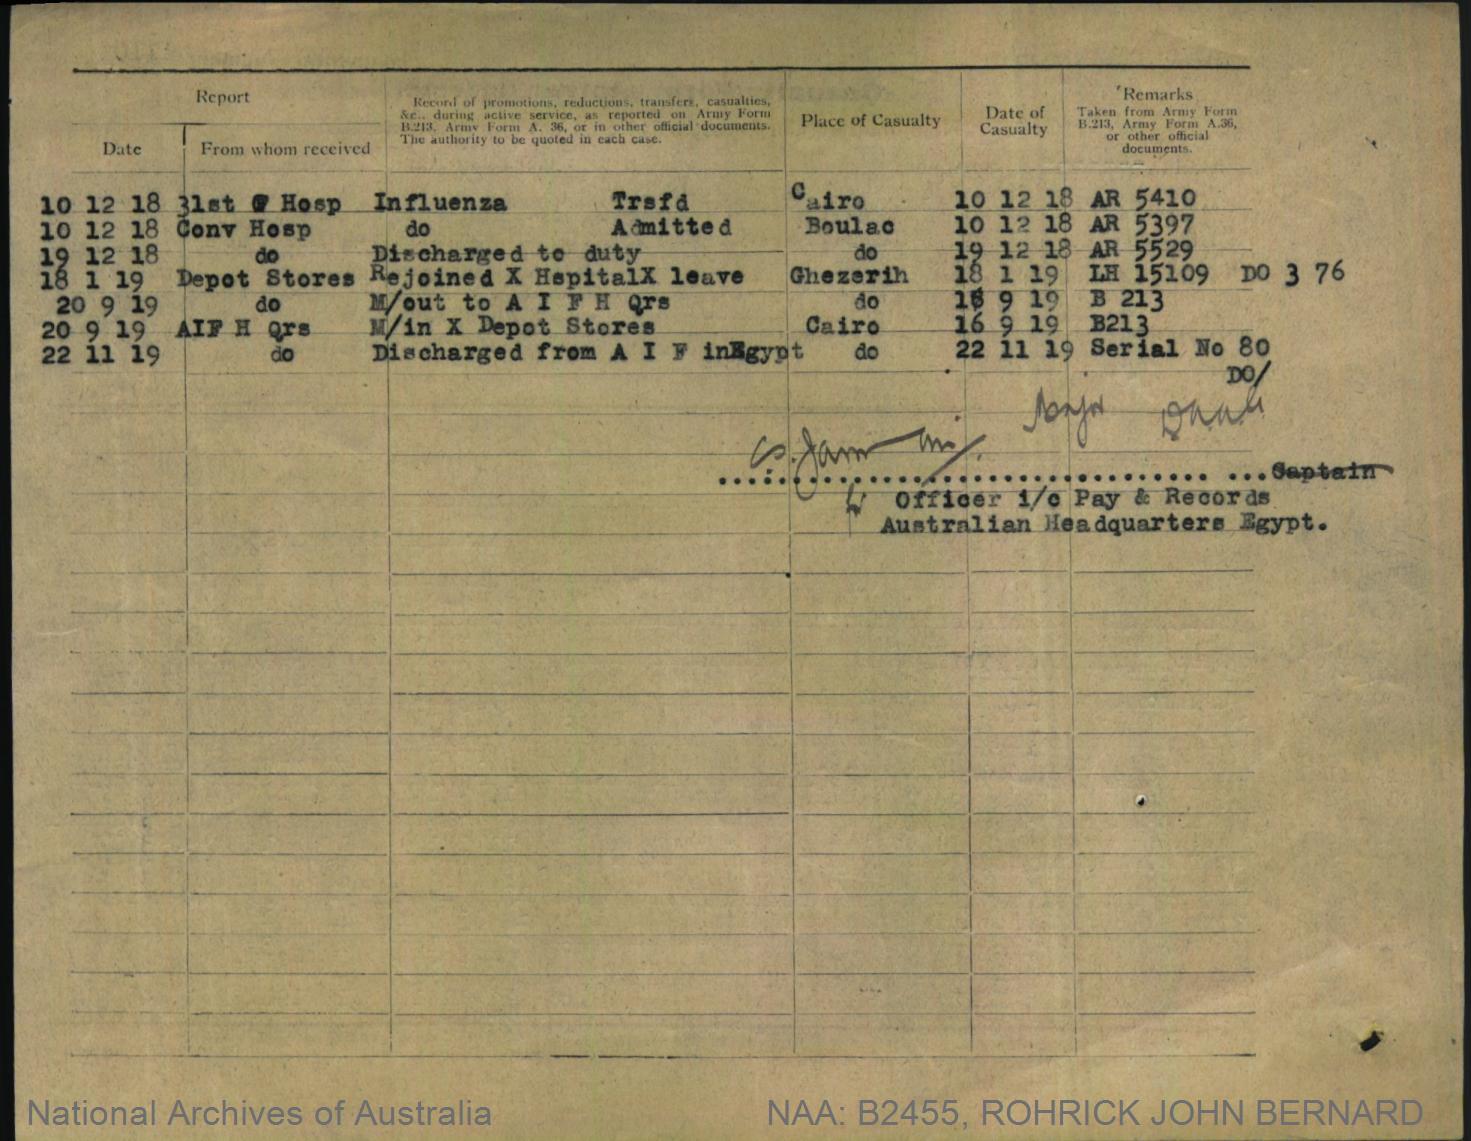 Report
Record of promotions, reductions, transfers, casualties,
&c., during active service, as reported on Army Form
B.213, Army Form A. 36, or in other official documents.
The authority to be quoted in each case.
Place of Casualty
Date of
Casualty
Remarks
Taken from Army Form
B.213, Army Form A.36,
or other official
documents.
Date
From whom received
10 12 18 31st G Hosp Influenza Trsfd Cairo 10 12 18 AR 5410
10 12 18 Conv Hosp do Admitted Boulac 10 12 18 AR 5397
19 12 18 do Discharged to duty do 19 12 18 AR 5529
18 1 19 Depot Stores Rejoined X HspitalX leave Ghezerih 18 1 19 LH 15109 DO 3 76
20 9 19 do M/out to A I F H Qrs do 16 9 19 B 213
20 9 19 AIF H Qrs M/in X Depot Stores Cairo 16 9 19 B213
22 11 19 do Discharged from A I F inEgypt do 22 11 19 Serial No 80
DO/
Major
Captain
Officer i/c Pay & Records
Australian Headquarters Egypt.
National Archives of Australia
NAA: B2455, ROHRICK JOHN BERNARD